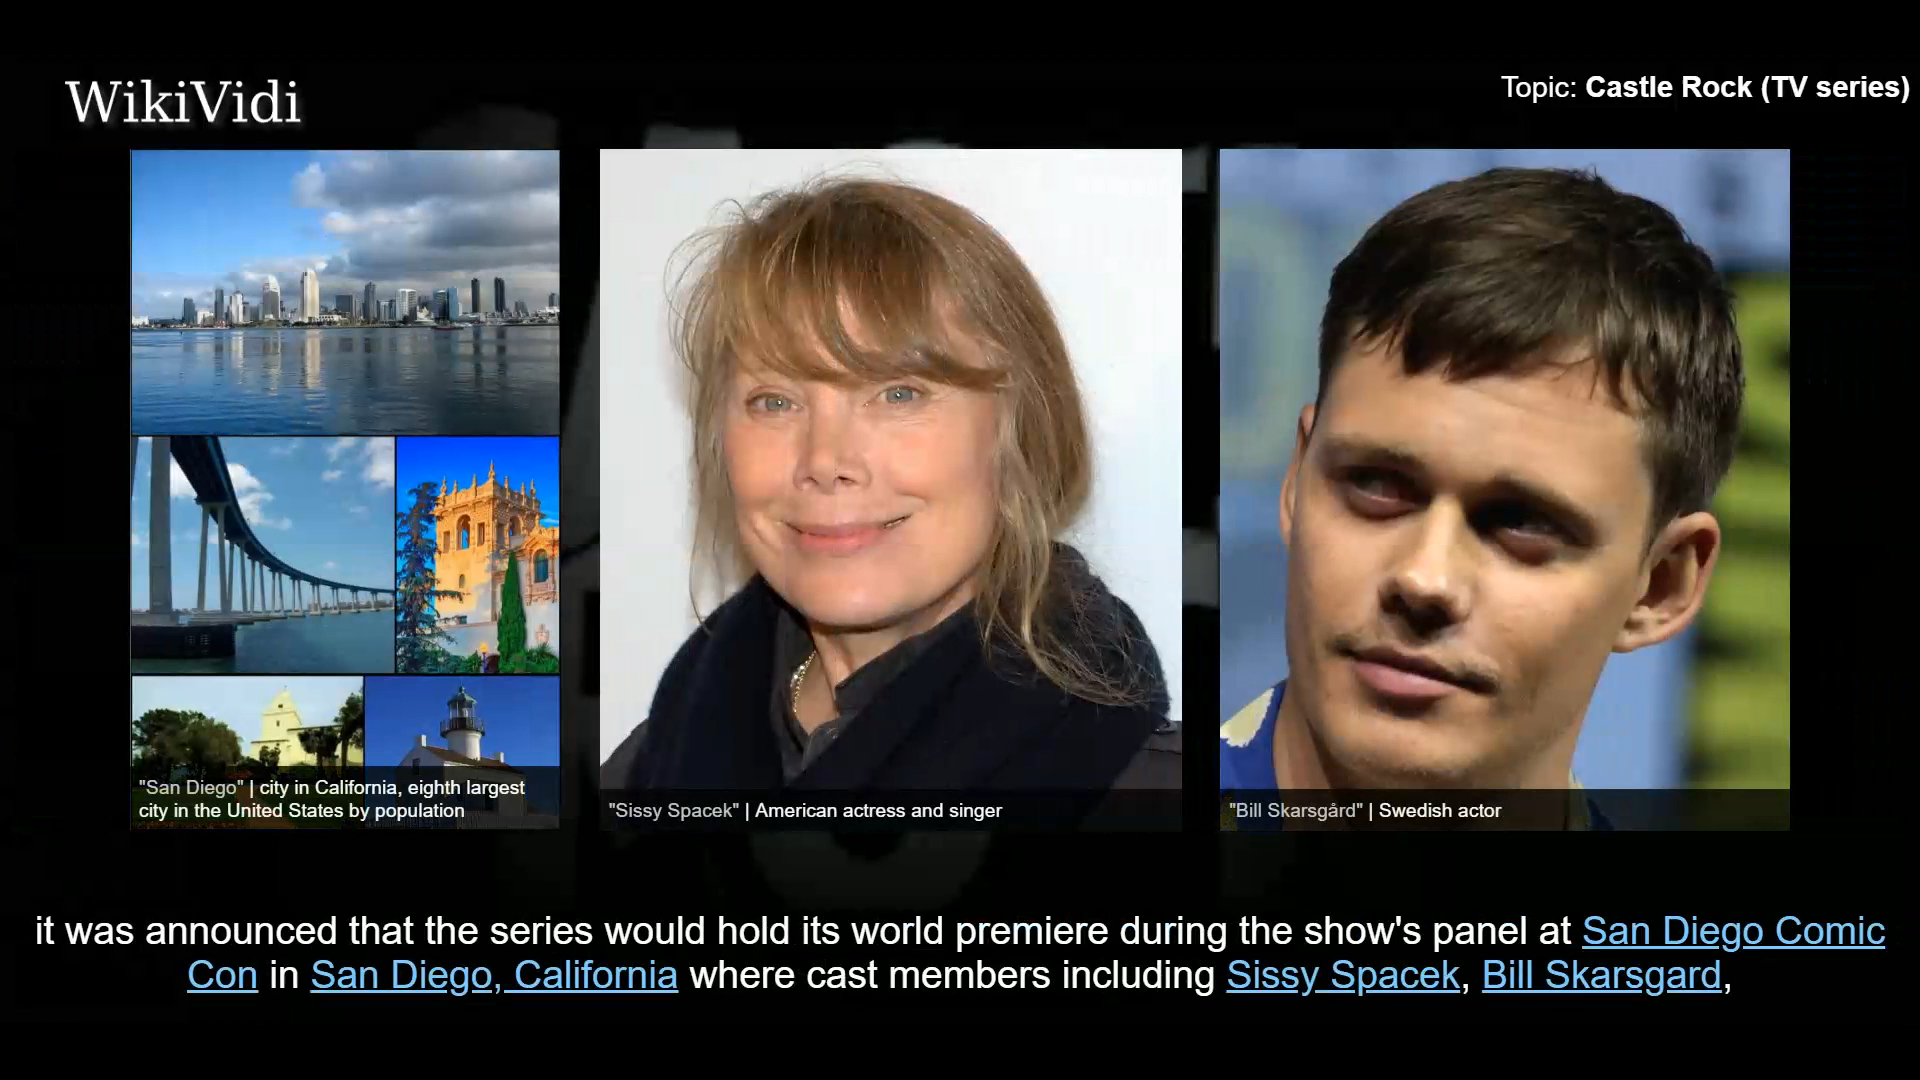 WikiVidi
Topic: Castle Rock (TV series)
"San Diego" | city in California, eighth largest
city in the United States by population
"Sissy Spacek" | American actress and singer
"Bill Skarsgård" | Swedish actor
it was announced that the series would hold its world premiere during the show's panel at San Diego Comic
Con in San Diego, California where cast members including Sissy Spacek, Bill Skarsgard,